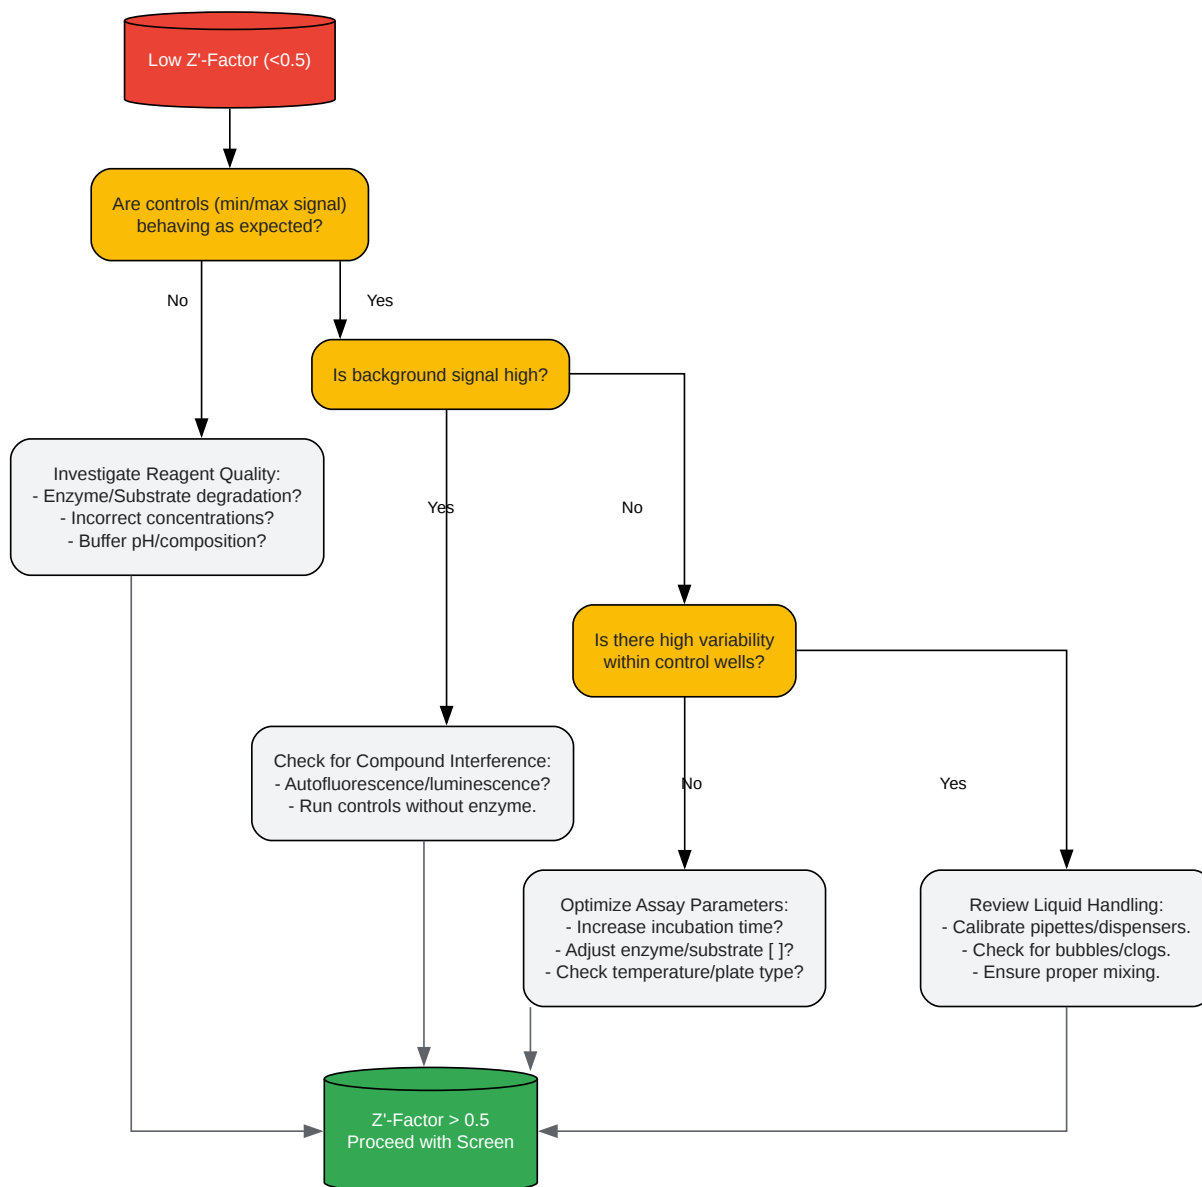 Low Z'-Factor (<0.5)
Are controls (min/max signal)
behaving as expected?
No
Yes
Is background signal high?
Investigate Reagent Quality:
- Enzyme/Substrate degradation?
- Incorrect concentrations?
- Buffer pH/composition?
Yes
No
Is there high variability
within control wells?
Check for Compound Interference:
- Autofluorescence/luminescence?
- Run controls without enzyme.
No
Yes
Optimize Assay Parameters:
- Increase incubation time?
- Adjust enzyme/substrate [ ]?
- Check temperature/plate type?
Review Liquid Handling:
- Calibrate pipettes/dispensers.
- Check for bubbles/clogs.
- Ensure proper mixing.
Z'-Factor > 0.5
Proceed with Screen